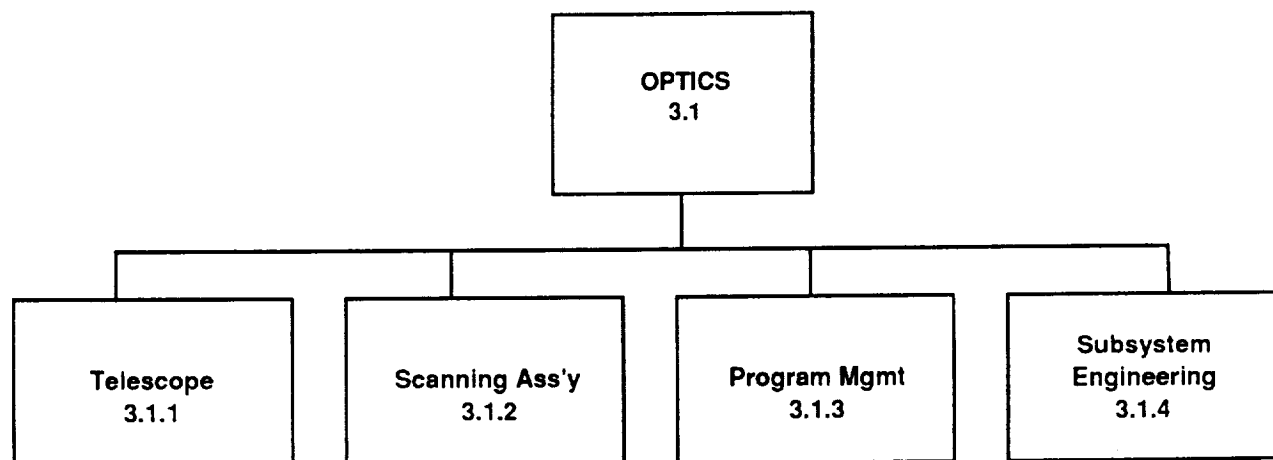 OPTICS
3.1
Telescope
3.1.1
Scanning Ass'y
3.1.2
Program Mgmt
3.1.3
Subsystem
Engineering
3.1.4